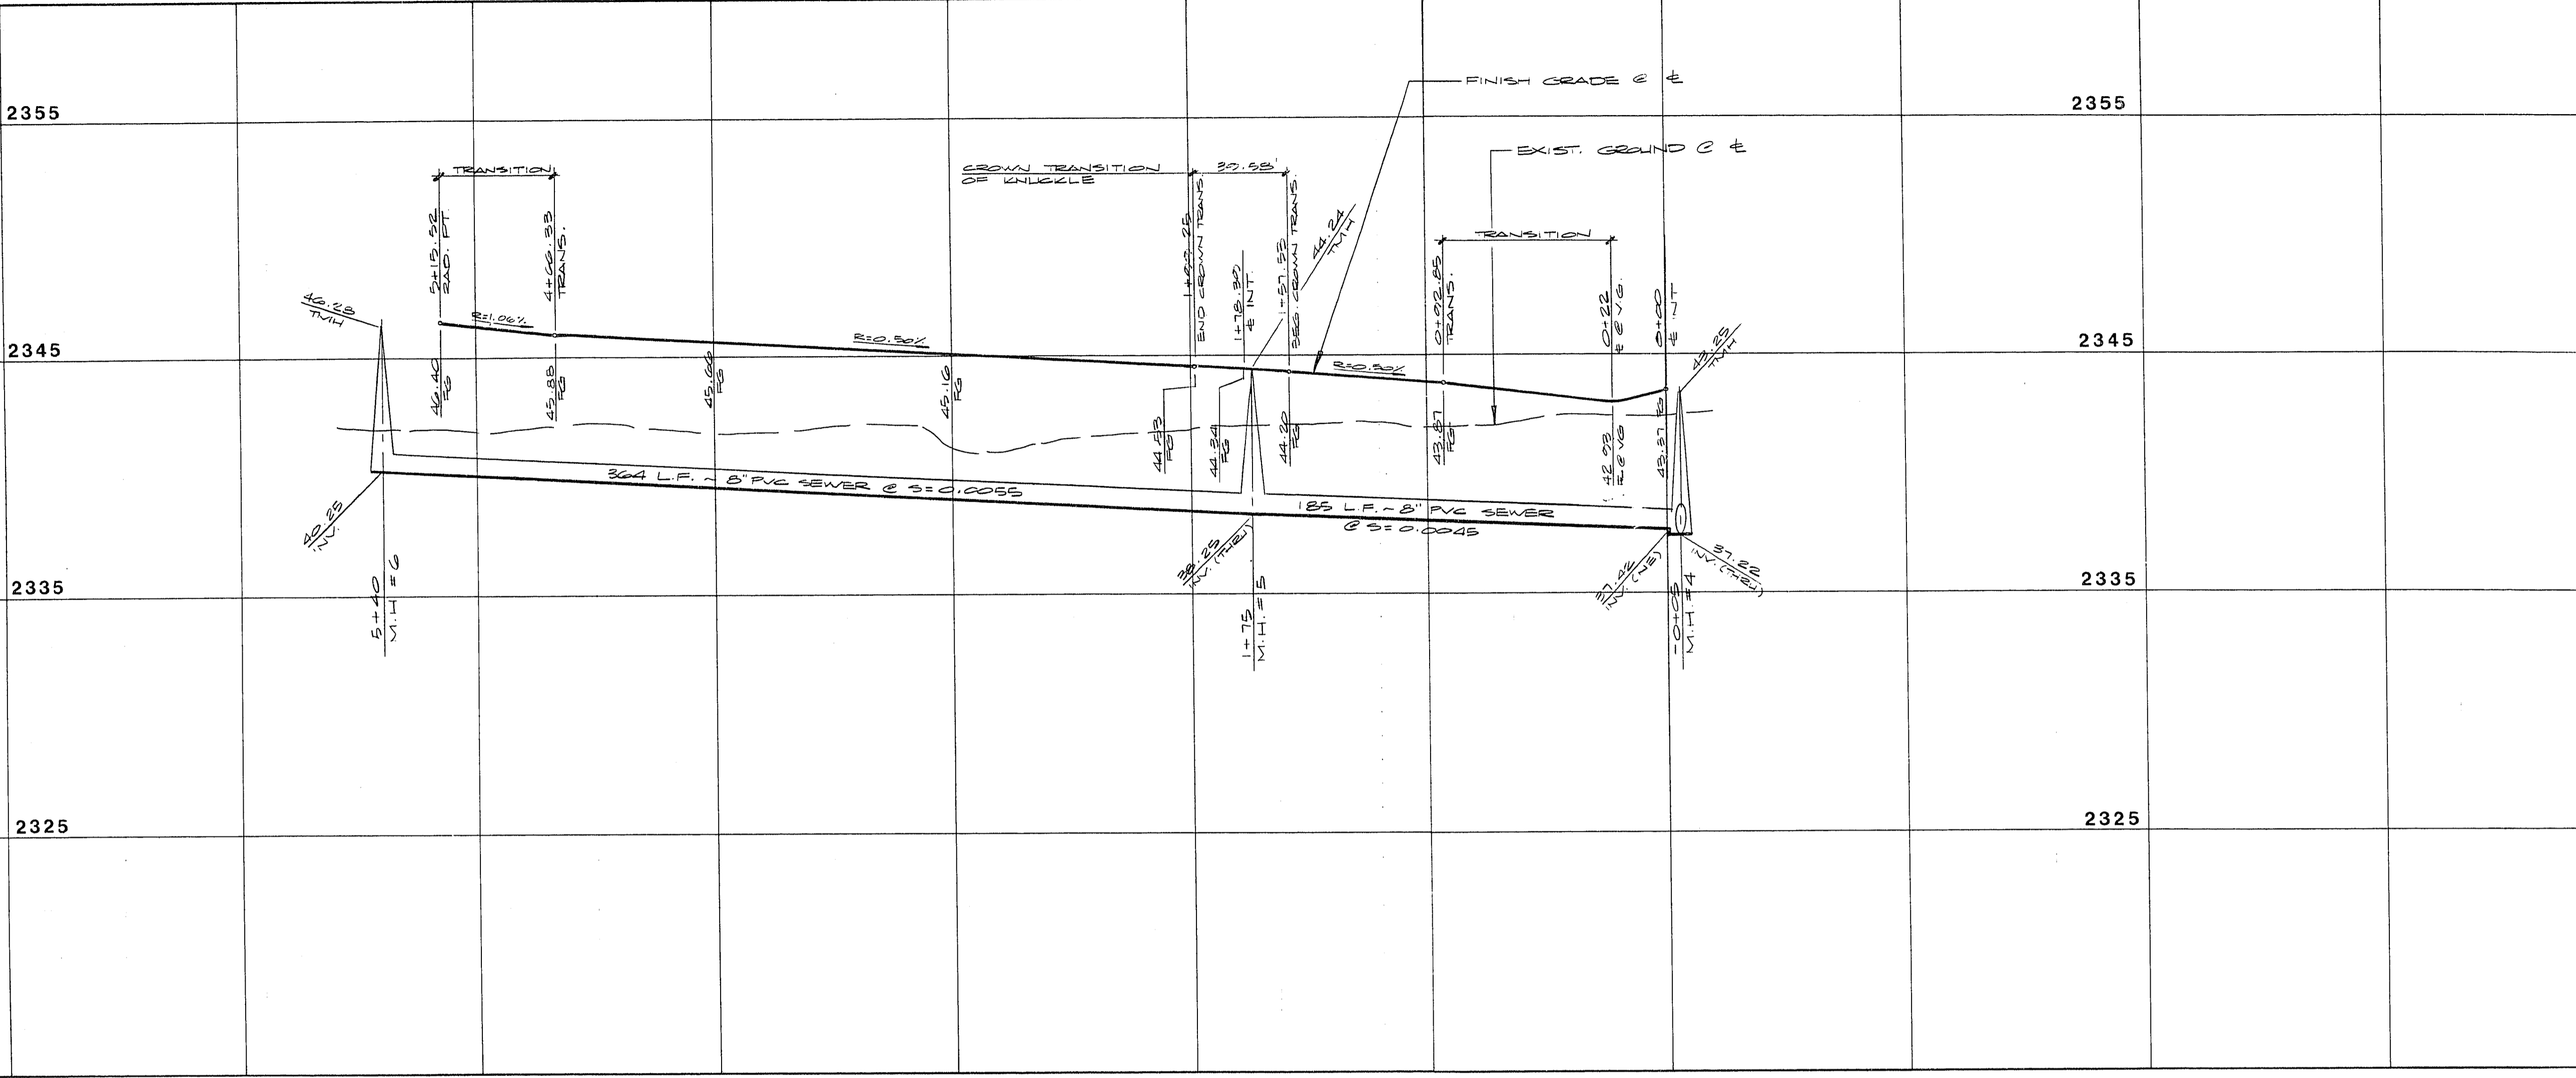 FINISH GRADE @ ℄
2355
2355
EXIST. GROUND @ ℄
TRANSITION
CROWN TRANSITION
OF KNUCKLE
39.58'
5+15.52
RAD. PT.
4+66.33
TRANS.
END CROWN TRANS.
1+78.39
℄ INT.
1+57.53
BEG. CROWN TRANS.
44.24
TMH
TRANSITION
0+92.85
TRANS.
0+22
℄ @ V.G.
0+00
℄ INT
46.28
TMH
R=1.06%
R=0.50%
R=0.50%
43.25
TMH
2345
2345
46.40
FG
45.88
FG
45.66
FG
45.16
FG
44.53
FG
44.34
FG
44.20
FG
43.87
FG
42.93
℄ @ VG
43.37 FG
364 L.F. ~ 8" PVC SEWER @ S=0.0055
185 L.F. ~ 8" PVC SEWER
@ S=0.0045
40.25
INV.
38.25
INV. (THRU)
37.42
INV. (NE)
37.22
INV. (THRU)
2335
2335
5+40
M.H.#6
1+75
M.H.#5
-0+05
M.H.#4
2325
2325